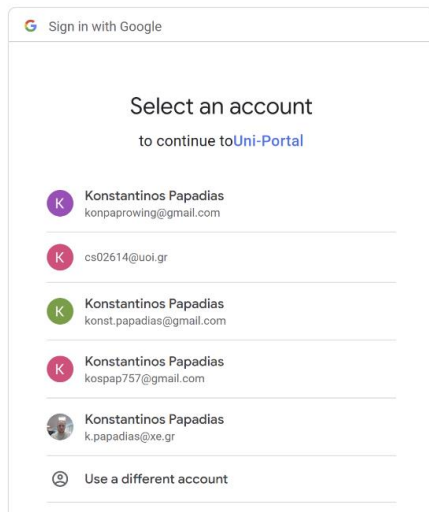 Sign in with Google
Select an account
to continue toUni-Portal
K
Konstantinos Papadias
konpaprowing@gmail.com
K
cs02614@uoi.gr
K
Konstantinos Papadias
konst.papadias@gmail.com
K
Konstantinos Papadias
kospap757@gmail.com
Konstantinos Papadias
k.papadias@xe.gr
Use a different account